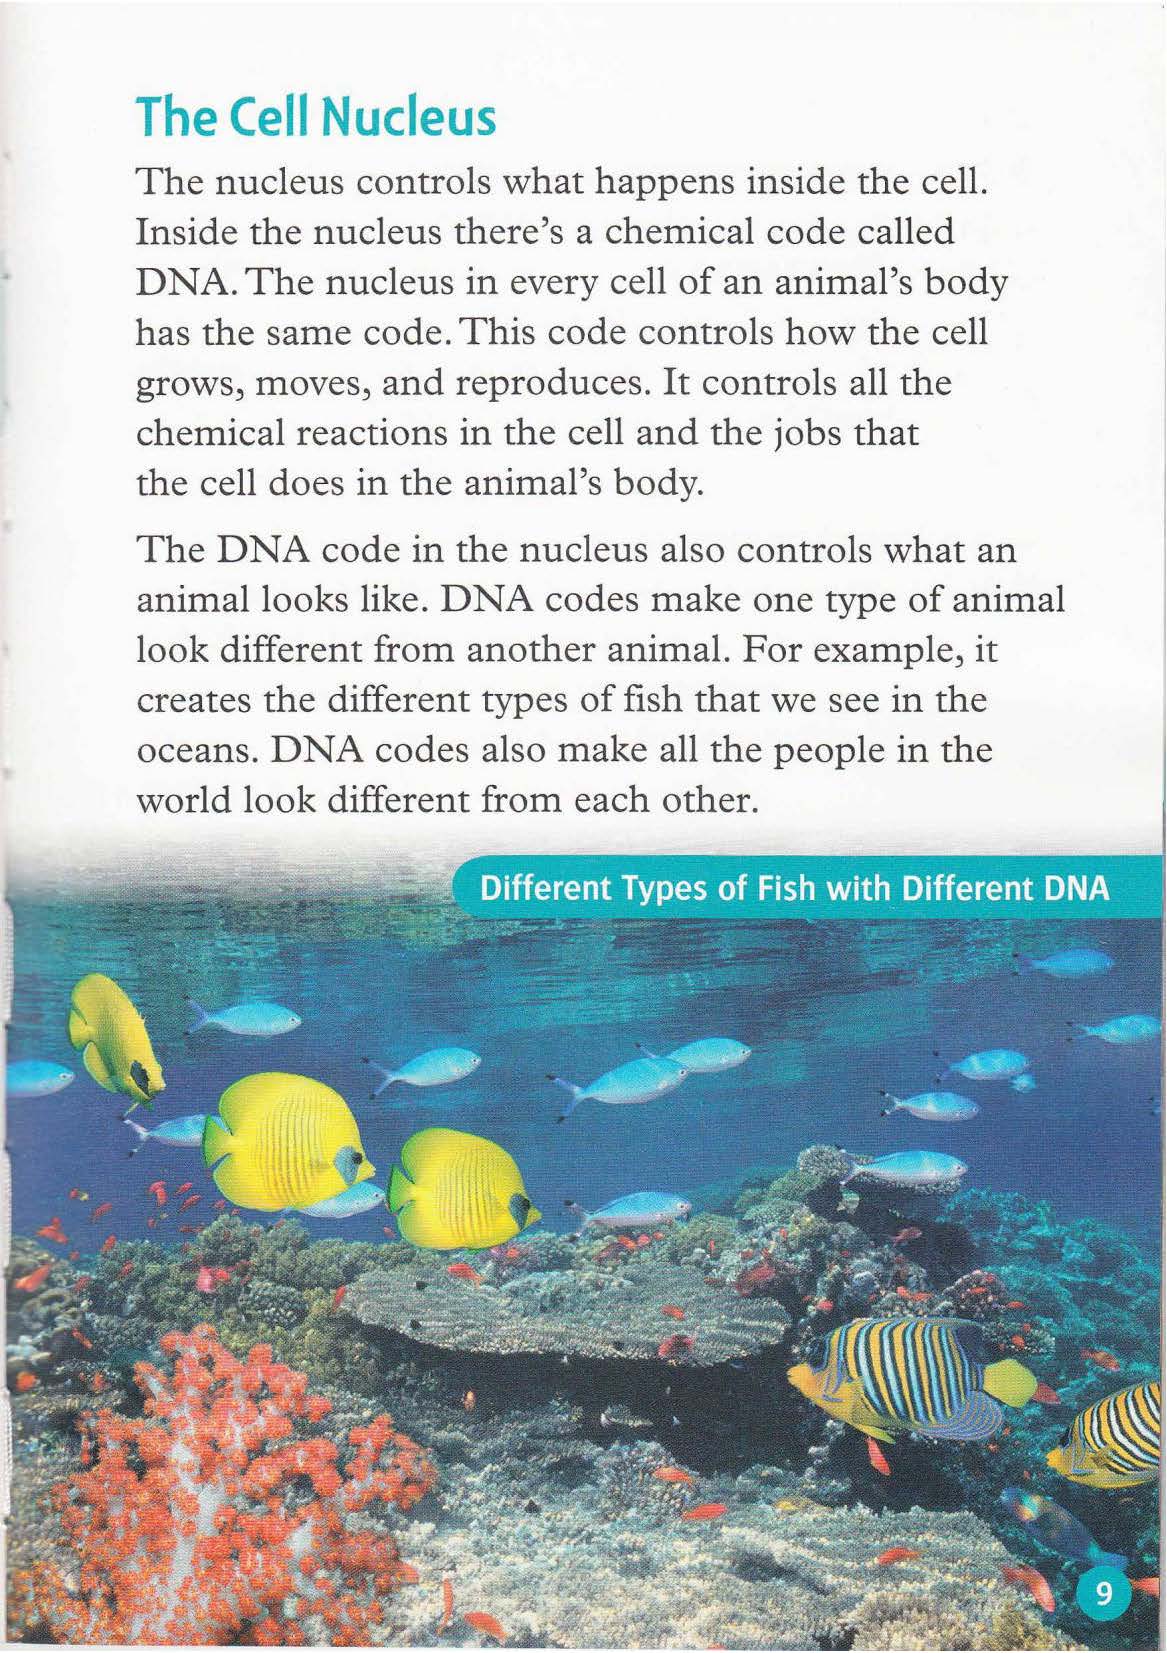 The Cell Nucleus
The nucleus controls what happens inside the cell.
Inside the nucleus there's a chemical code called
DNA. The nucleus in every cell of an animal's body
has the same code. This code controls how the cell
grows, moves, and reproduces. It controls all the
chemical reactions in the cell and the jobs that
the cell does in the animal's body.
The DNA code in the nucleus also controls what an
animal looks like. DNA codes make one type of animal
look different from another animal. For example, it
creates the different types of fish that we see in the
oceans. DNA codes also make all the people in the
world look different from each other.
Different Types of Fish with Different DNA
9